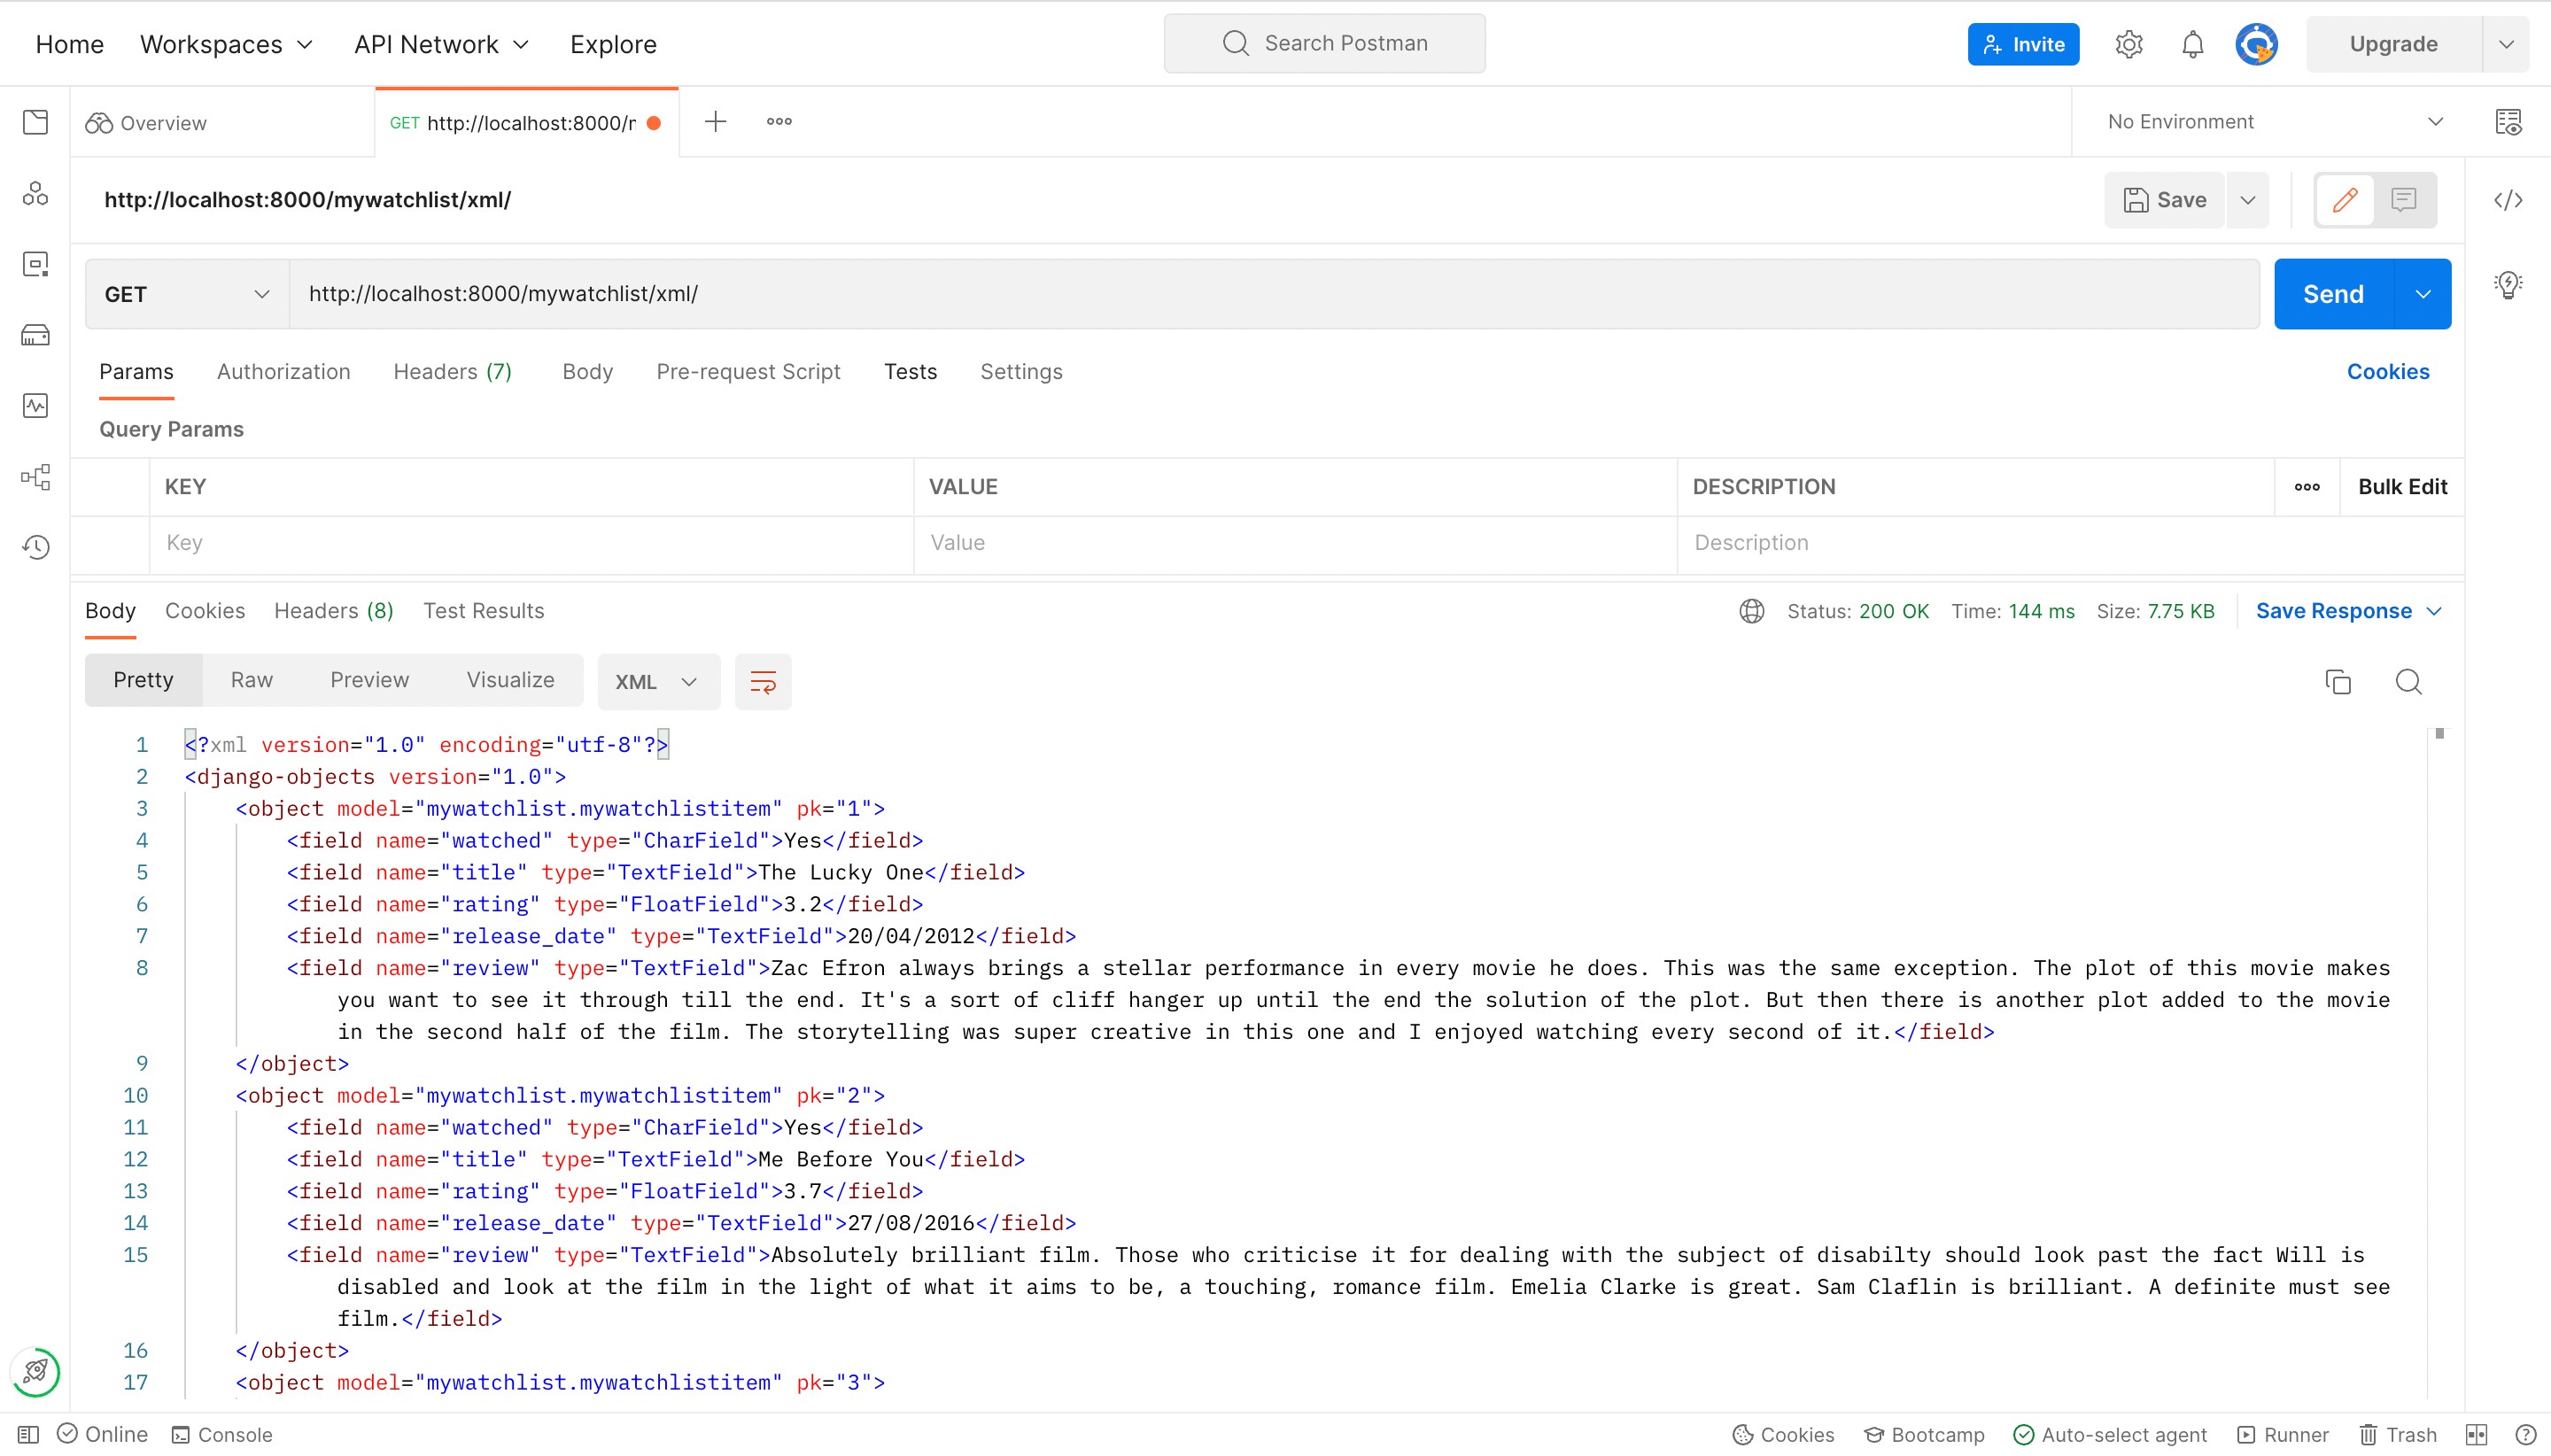 Home Workspaces API Network Explore Search Postman Invite Upgrade
Overview GET http://localhost:8000/r No Environment
http://localhost:8000/mywatchlist/xml/ Save
GET http://localhost:8000/mywatchlist/xml/ Send
Params Authorization Headers (7) Body Pre-request Script Tests Settings Cookies
Query Params
KEY VALUE DESCRIPTION Bulk Edit
Key Value Description
Body Cookies Headers (8) Test Results Status: 200 OK Time: 144 ms Size: 7.75 KB Save Response
Pretty Raw Preview Visualize XML
1 <?xml version="1.0" encoding="utf-8"?>
2 <django-objects version="1.0">
3 <object model="mywatchlist.mywatchlistitem" pk="1">
4 <field name="watched" type="CharField">Yes</field>
5 <field name="title" type="TextField">The Lucky One</field>
6 <field name="rating" type="FloatField">3.2</field>
7 <field name="release_date" type="TextField">20/04/2012</field>
8 <field name="review" type="TextField">Zac Efron always brings a stellar performance in every movie he does. This was the same exception. The plot of this movie makes
you want to see it through till the end. It's a sort of cliff hanger up until the end the solution of the plot. But then there is another plot added to the movie
in the second half of the film. The storytelling was super creative in this one and I enjoyed watching every second of it.</field>
9 </object>
10 <object model="mywatchlist.mywatchlistitem" pk="2">
11 <field name="watched" type="CharField">Yes</field>
12 <field name="title" type="TextField">Me Before You</field>
13 <field name="rating" type="FloatField">3.7</field>
14 <field name="release_date" type="TextField">27/08/2016</field>
15 <field name="review" type="TextField">Absolutely brilliant film. Those who criticise it for dealing with the subject of disabilty should look past the fact Will is
disabled and look at the film in the light of what it aims to be, a touching, romance film. Emelia Clarke is great. Sam Claflin is brilliant. A definite must see
film.</field>
16 </object>
17 <object model="mywatchlist.mywatchlistitem" pk="3">
Online Console Cookies Bootcamp Auto-select agent Runner Trash